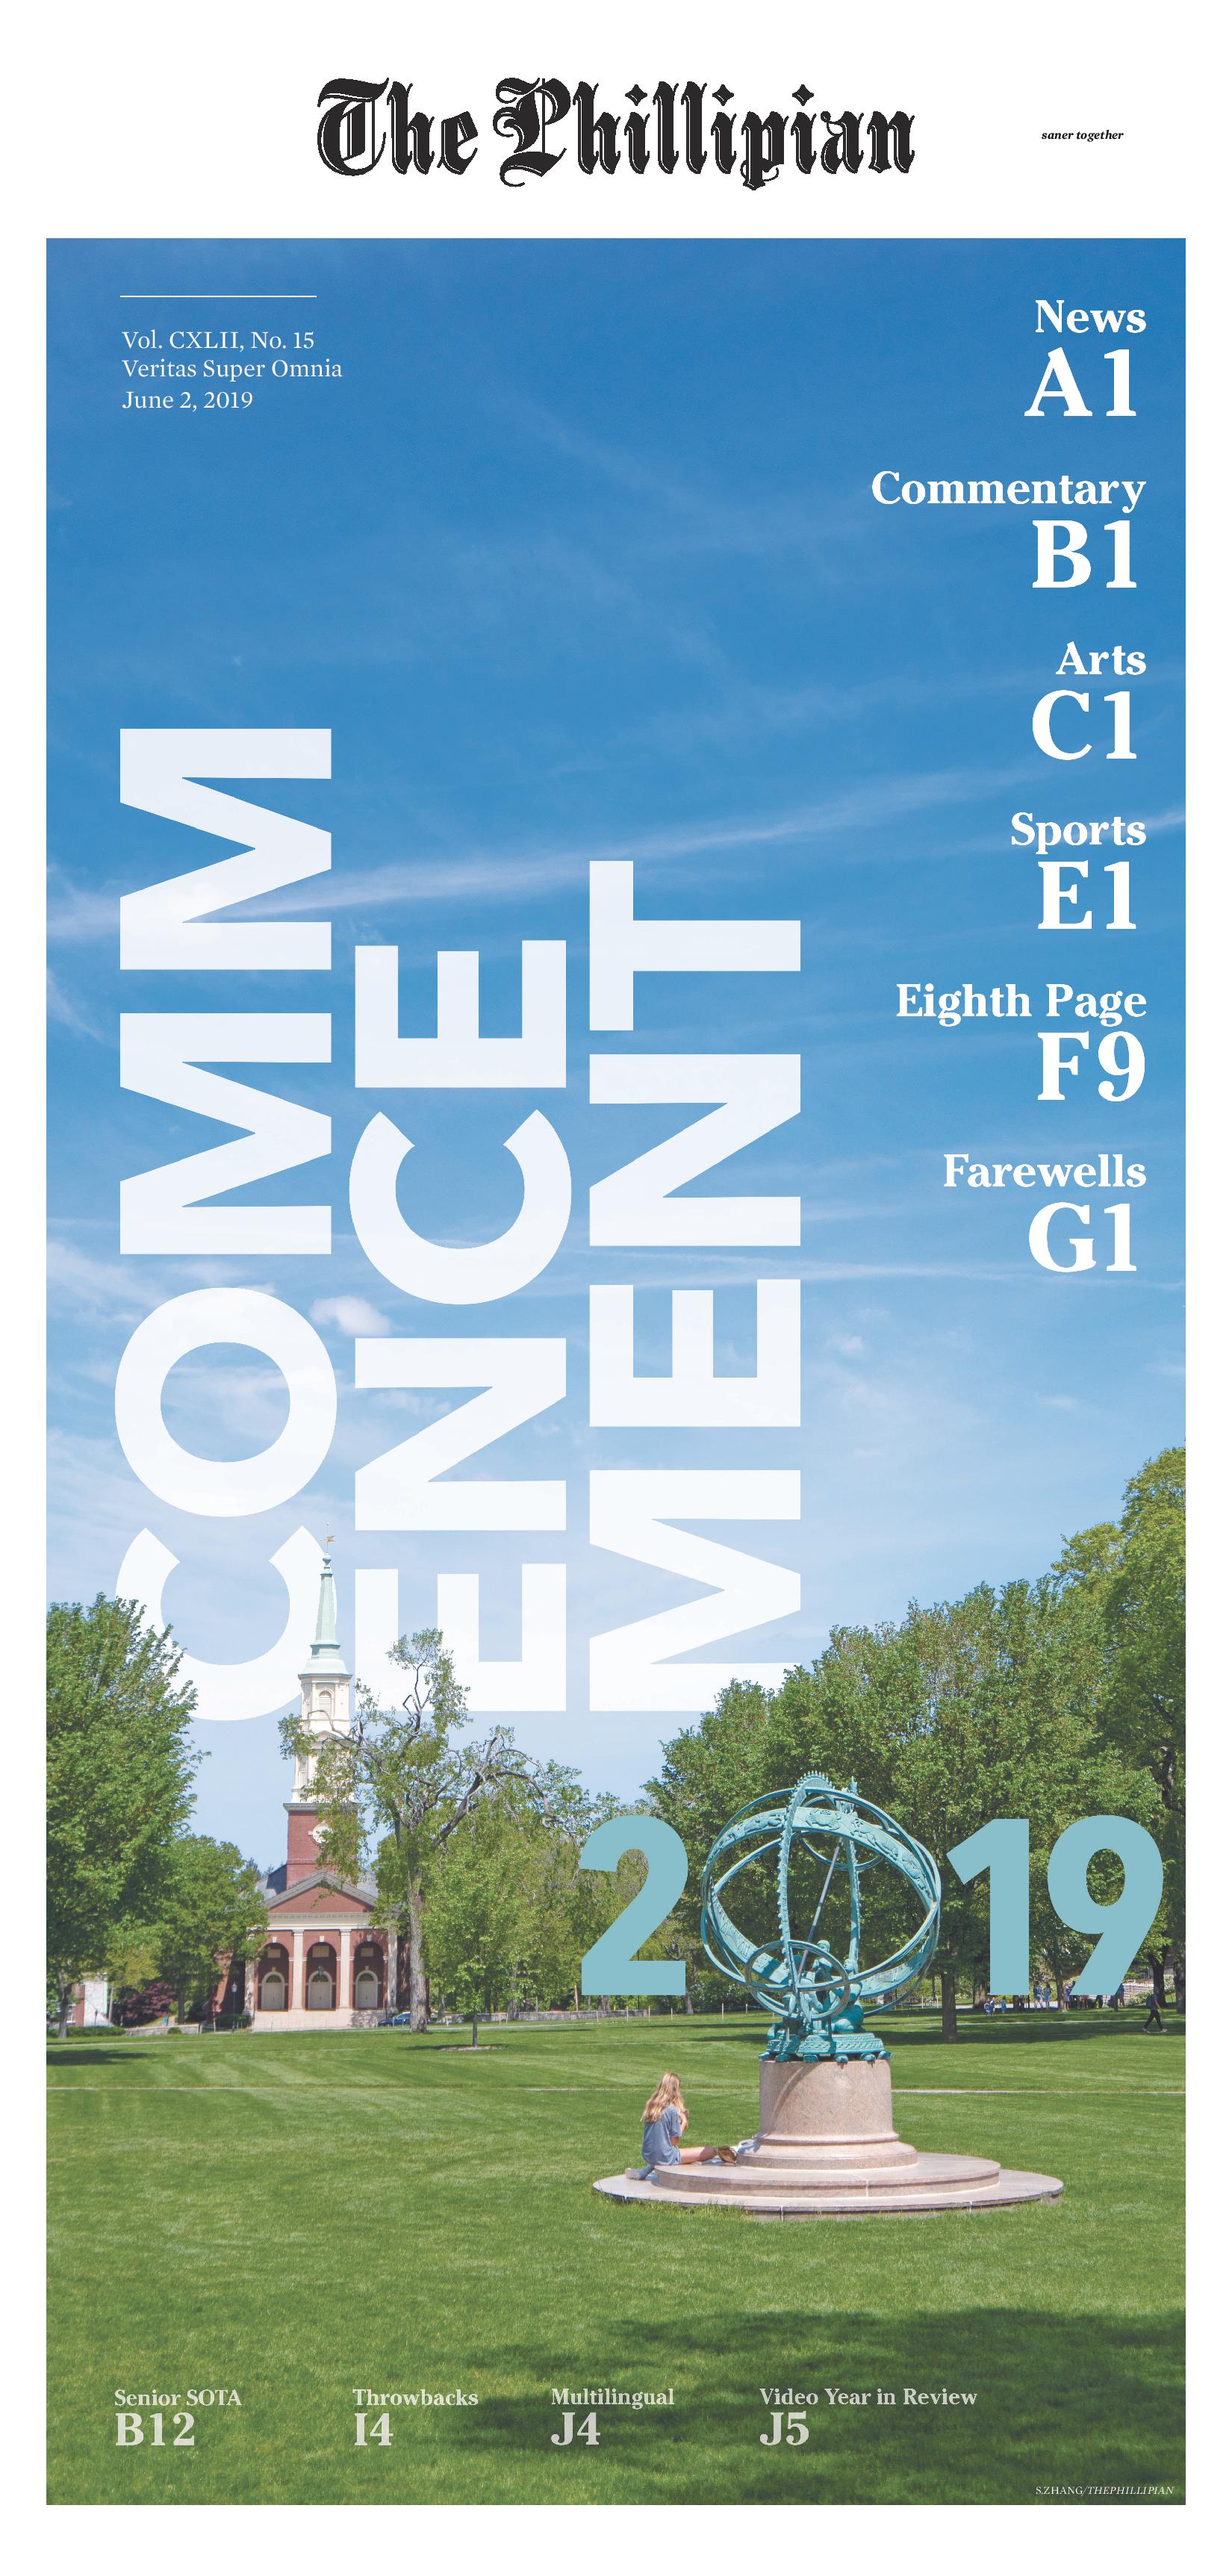 The Phillipian
saner together
Vol. CXLII, No. 15
Veritas Super Omnia
June 2, 2019
News
A1
Commentary
B1
Arts
C1
Sports
E1
Eighth Page
F9
Farewells
G1
COMM
ENCE
MENT
2019
Senior SOTA
B12
Throwbacks
I4
Multilingual
J4
Video Year in Review
J5
S.ZHANG/THEPHILLIPIAN